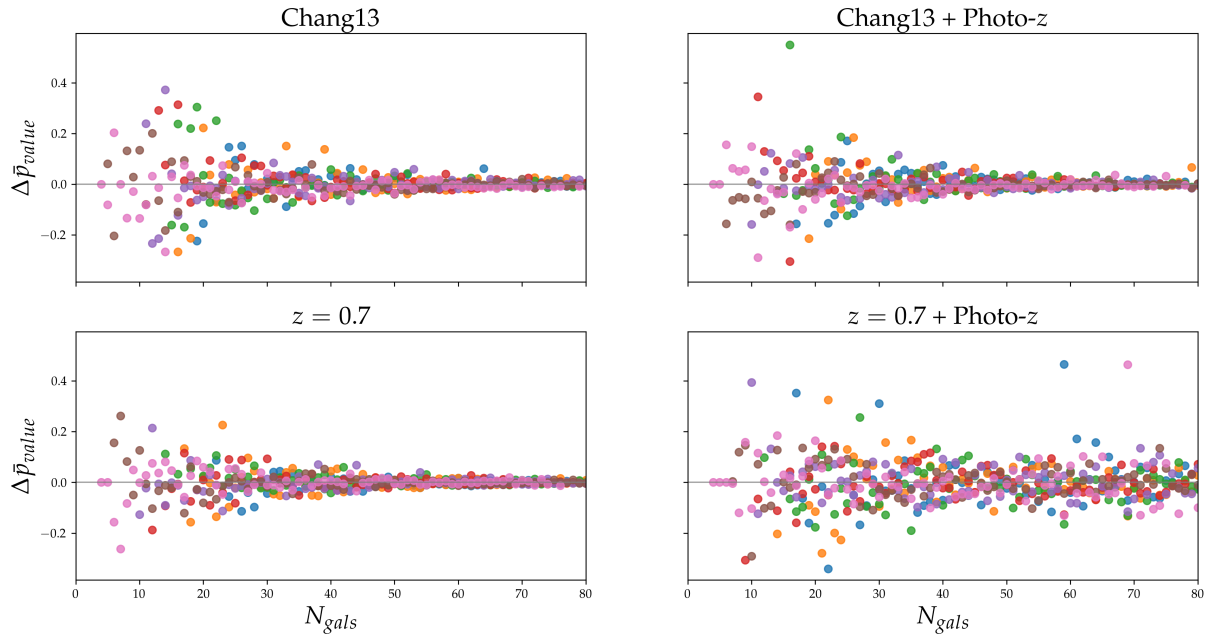 Chang13
Chang13 + Photo-z
0.4
0.2
0.0
−0.2
Δp̄value
z = 0.7
z = 0.7 + Photo-z
0.4
0.2
0.0
−0.2
Δp̄value
0 10 20 30 40 50 60 70 80
0 10 20 30 40 50 60 70 80
Ngals
Ngals